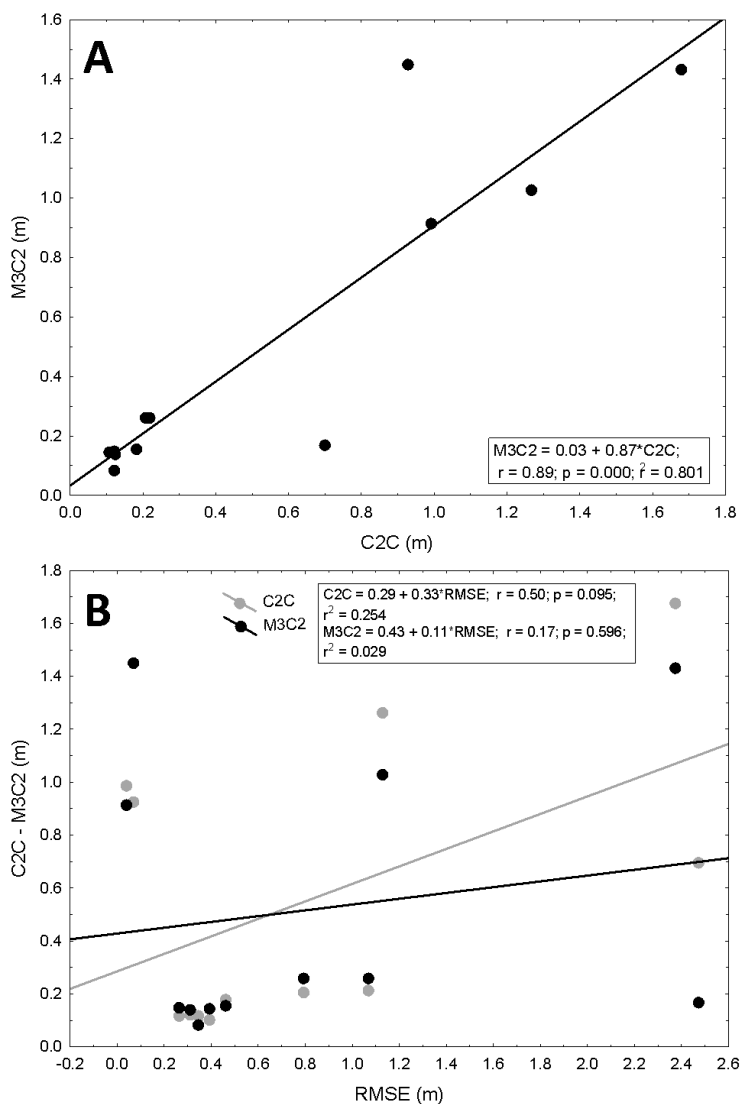 A
1.6
1.4
1.2
1.0
0.8
0.6
0.4
0.2
0.0
M3C2 (m)
M3C2 = 0.03 + 0.87*C2C;
r = 0.89; p = 0.000; r² = 0.801
0.0 0.2 0.4 0.6 0.8 1.0 1.2 1.4 1.6 1.8
C2C (m)
B
1.8
1.6
1.4
1.2
1.0
0.8
0.6
0.4
0.2
0.0
C2C - M3C2 (m)
C2C
M3C2
C2C = 0.29 + 0.33*RMSE; r = 0.50; p = 0.095;
r² = 0.254
M3C2 = 0.43 + 0.11*RMSE; r = 0.17; p = 0.596;
r² = 0.029
-0.2 0.0 0.2 0.4 0.6 0.8 1.0 1.2 1.4 1.6 1.8 2.0 2.2 2.4 2.6
RMSE (m)